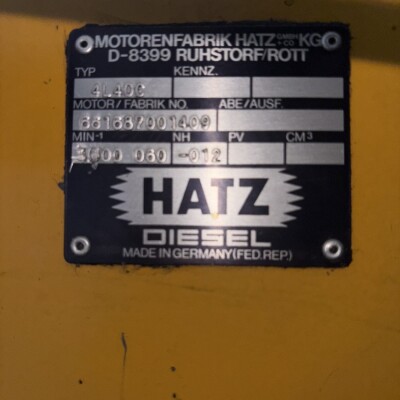 MOTORENFABRIK HATZ GMBH + CO KG
D-8399 RUHSTORF/ROTT
TYP KENNZ.
4L40C
MOTOR/FABRIK NO. ABE/AUSF.
MIN-1 NH PV CM3
3000 060 -012
HATZ
DIESEL
MADE IN GERMANY (FED.REP.)